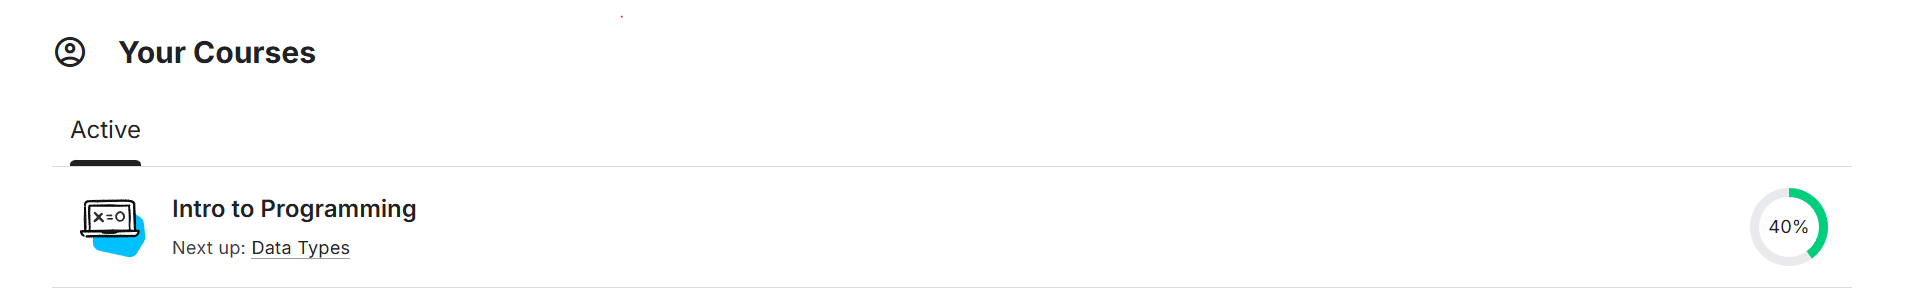 Your Courses
Active
x=0
Intro to Programming
Next up: Data Types
40%